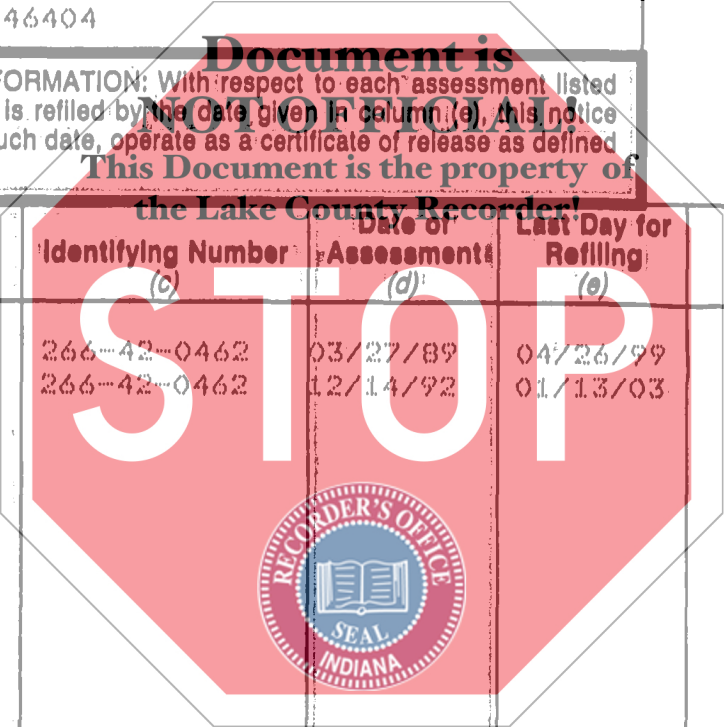 46404
Document is
FORMATION: With respect to each assessment listed
is refiled by the date given in column (e), this notice
NOT OFFICIAL!
uch date, operate as a certificate of release as defined
This Document is the property of
the Lake County Recorder!
Identifying Number
(c)
Date of
Assessment
(d)
Last Day for
Refiling
(e)
STOP
266-42-0462 03/27/89 04/26/99
266-42-0462 12/14/92 01/13/03
RECORDER'S OFFICE
SEAL
INDIANA